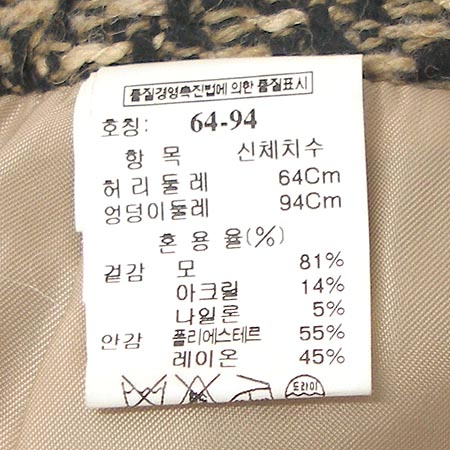 품질경영촉진법에 의한 품질표시
호칭: 64-94
항 목 신체치수
허리둘레 64Cm
엉덩이둘레 94Cm
혼용율(%)
겉감 모 81%
아크릴 14%
나일론 5%
안감 폴리에스테르 55%
레이온 45%
드라이